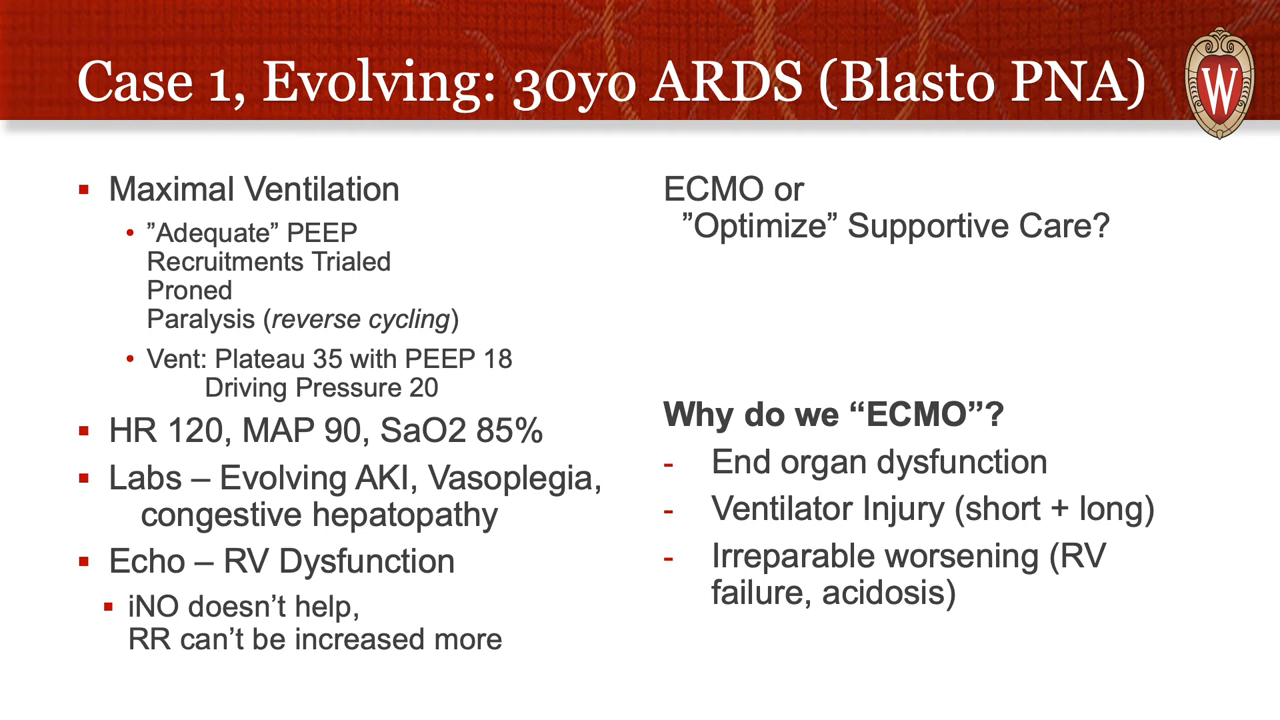 Case 1, Evolving: 30yo ARDS (Blasto PNA)
W
▪ Maximal Ventilation
• ”Adequate” PEEP
Recruitments Trialed
Proned
Paralysis (reverse cycling)
• Vent: Plateau 35 with PEEP 18
Driving Pressure 20
▪ HR 120, MAP 90, SaO2 85%
▪ Labs – Evolving AKI, Vasoplegia,
congestive hepatopathy
▪ Echo – RV Dysfunction
▪ iNO doesn’t help,
RR can’t be increased more
ECMO or
”Optimize” Supportive Care?
Why do we “ECMO”?
- End organ dysfunction
- Ventilator Injury (short + long)
- Irreparable worsening (RV
failure, acidosis)